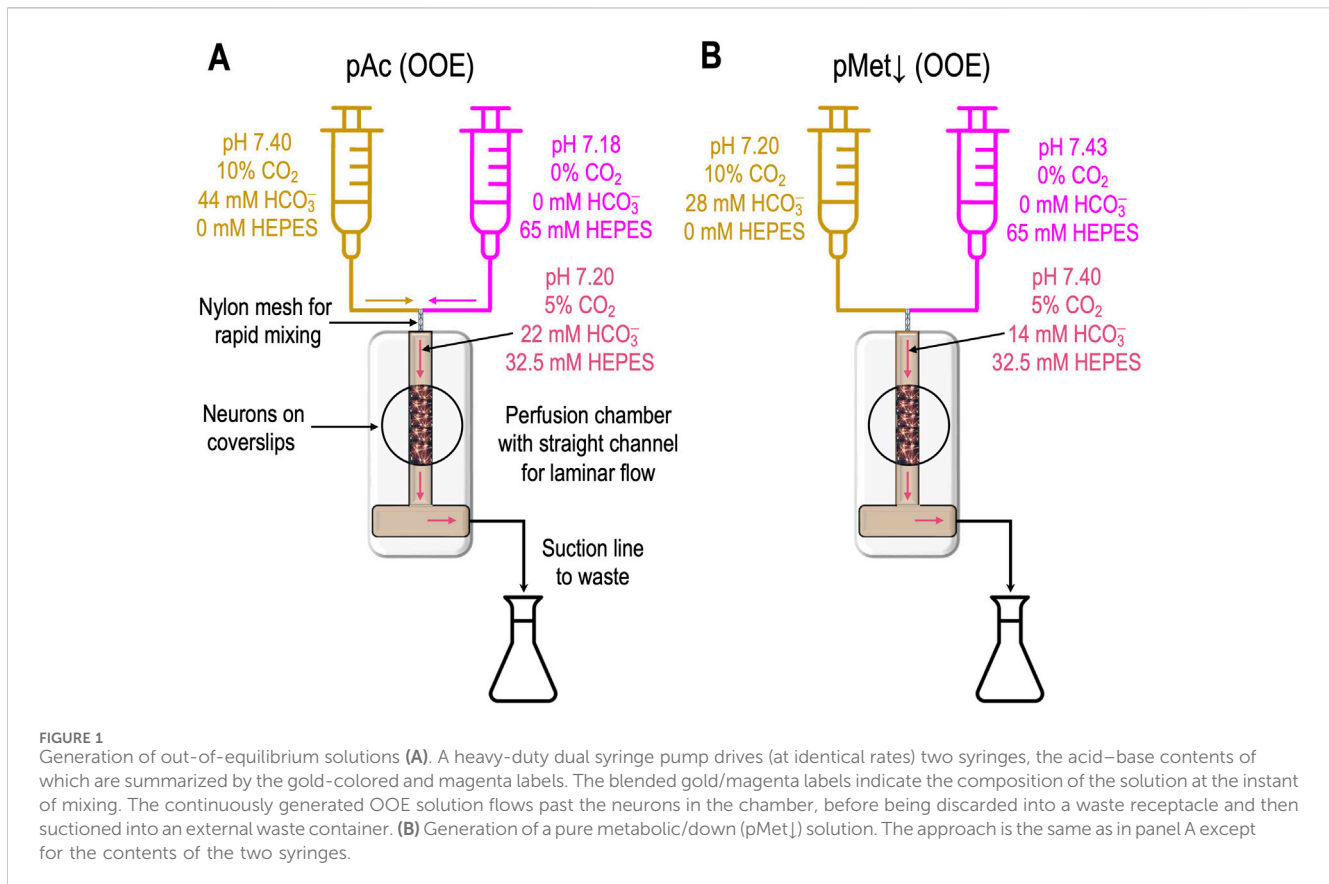 A
pAc (OOE)
pH 7.40
10% CO₂
44 mM HCO₃⁻
0 mM HEPES
pH 7.18
0% CO₂
0 mM HCO₃⁻
65 mM HEPES
Nylon mesh for
rapid mixing
pH 7.20
5% CO₂
22 mM HCO₃⁻
32.5 mM HEPES
Neurons on
coverslips
Perfusion chamber
with straight channel
for laminar flow
Suction line
to waste
B
pMet↓ (OOE)
pH 7.20
10% CO₂
28 mM HCO₃⁻
0 mM HEPES
pH 7.43
0% CO₂
0 mM HCO₃⁻
65 mM HEPES
pH 7.40
5% CO₂
14 mM HCO₃⁻
32.5 mM HEPES
FIGURE 1
Generation of out-of-equilibrium solutions (A). A heavy-duty dual syringe pump drives (at identical rates) two syringes, the acid–base contents of
which are summarized by the gold-colored and magenta labels. The blended gold/magenta labels indicate the composition of the solution at the instant
of mixing. The continuously generated OOE solution flows past the neurons in the chamber, before being discarded into a waste receptacle and then
suctioned into an external waste container. (B) Generation of a pure metabolic/down (pMet↓) solution. The approach is the same as in panel A except
for the contents of the two syringes.